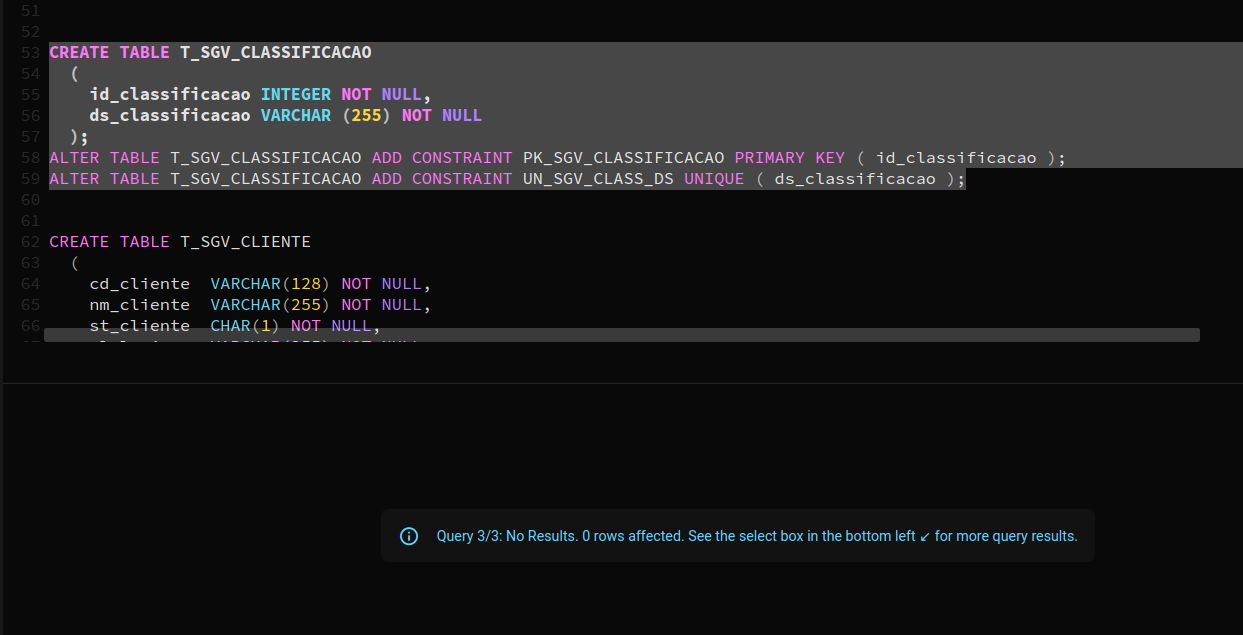 51
52
53 CREATE TABLE T_SGV_CLASSIFICACAO
54 (
55 id_classificacao INTEGER NOT NULL,
56 ds_classificacao VARCHAR (255) NOT NULL
57 );
58 ALTER TABLE T_SGV_CLASSIFICACAO ADD CONSTRAINT PK_SGV_CLASSIFICACAO PRIMARY KEY ( id_classificacao );
59 ALTER TABLE T_SGV_CLASSIFICACAO ADD CONSTRAINT UN_SGV_CLASS_DS UNIQUE ( ds_classificacao );
60
61
62 CREATE TABLE T_SGV_CLIENTE
63 (
64 cd_cliente VARCHAR(128) NOT NULL,
65 nm_cliente VARCHAR(255) NOT NULL,
66 st_cliente CHAR(1) NOT NULL,
Query 3/3: No Results. 0 rows affected. See the select box in the bottom left ↙ for more query results.